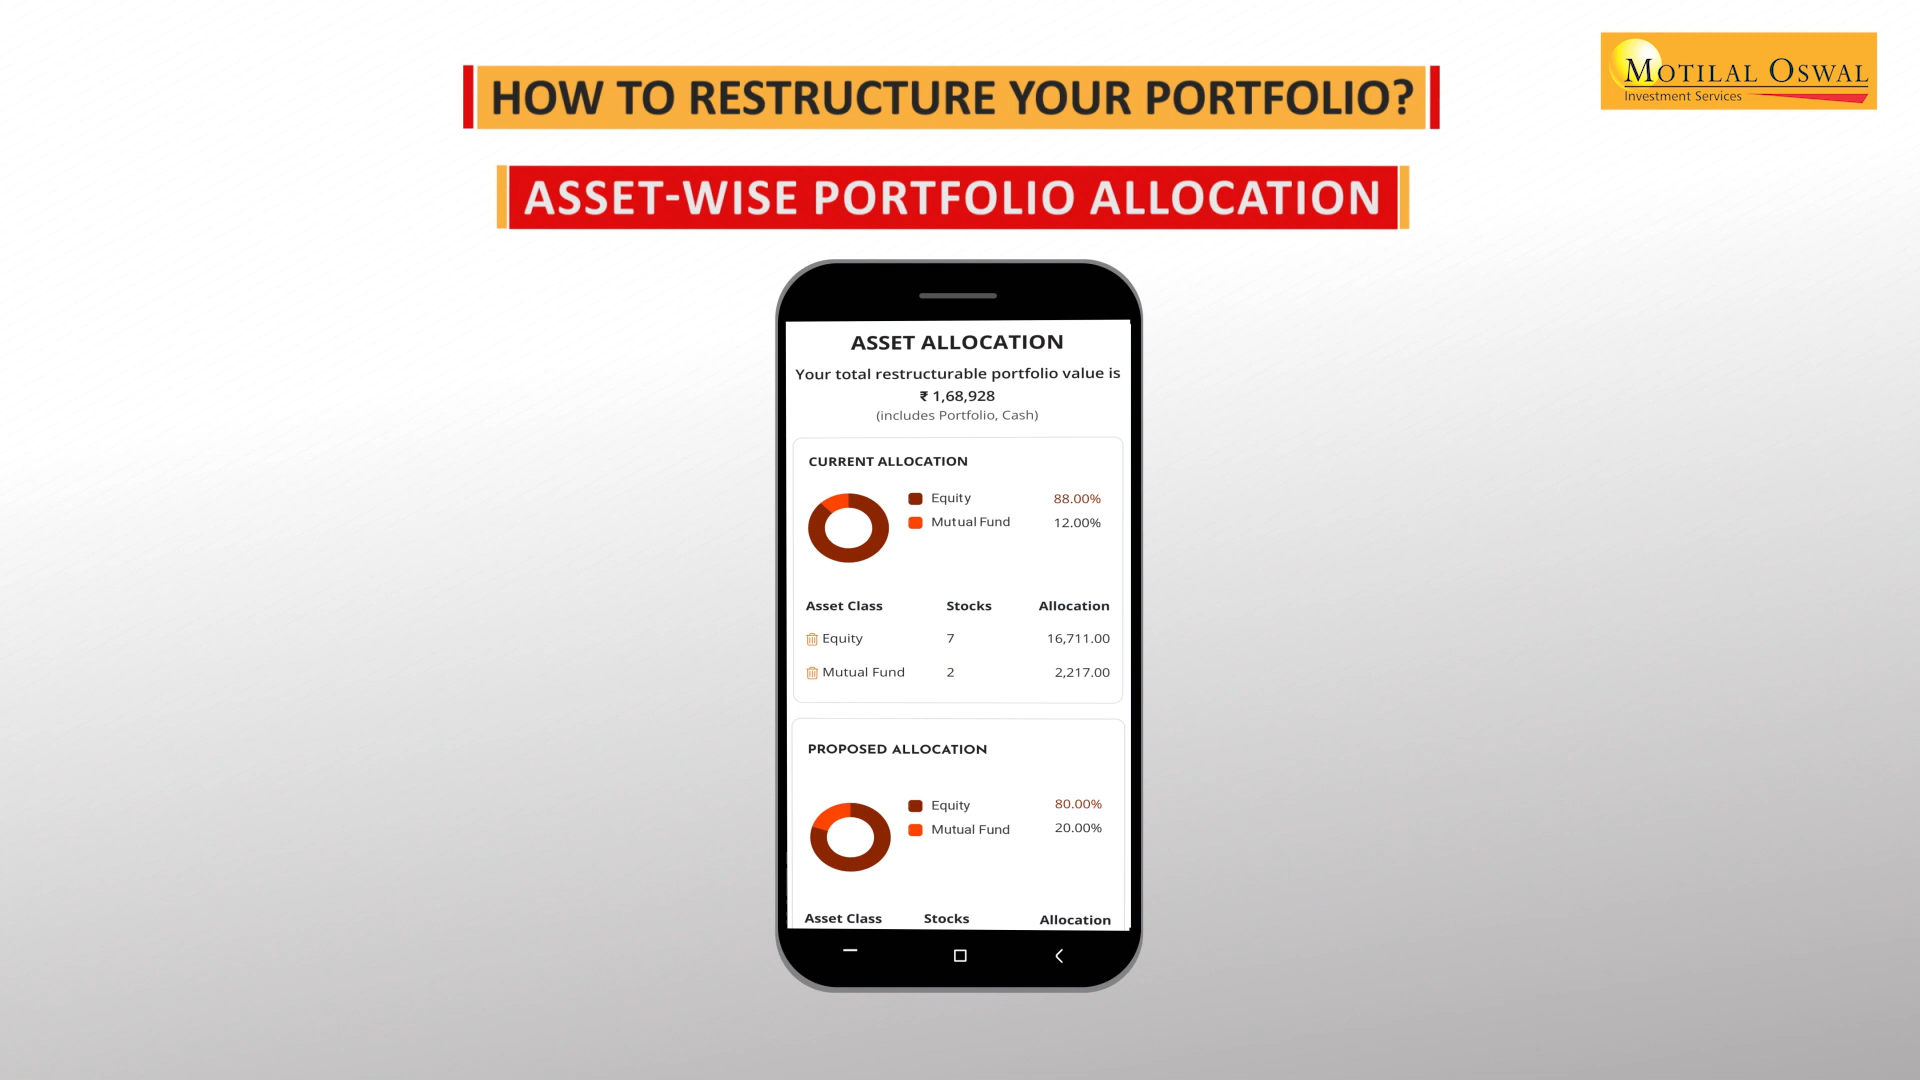 HOW TO RESTRUCTURE YOUR PORTFOLIO?
MOTILAL OSWAL
Investment Services
ASSET-WISE PORTFOLIO ALLOCATION
ASSET ALLOCATION
Your total restructurable portfolio value is
₹ 1,68,928
(includes Portfolio, Cash)
CURRENT ALLOCATION
Equity 88.00%
Mutual Fund 12.00%
Asset Class Stocks Allocation
Equity 7 16,711.00
Mutual Fund 2 2,217.00
PROPOSED ALLOCATION
Equity 80.00%
Mutual Fund 20.00%
Asset Class Stocks Allocation